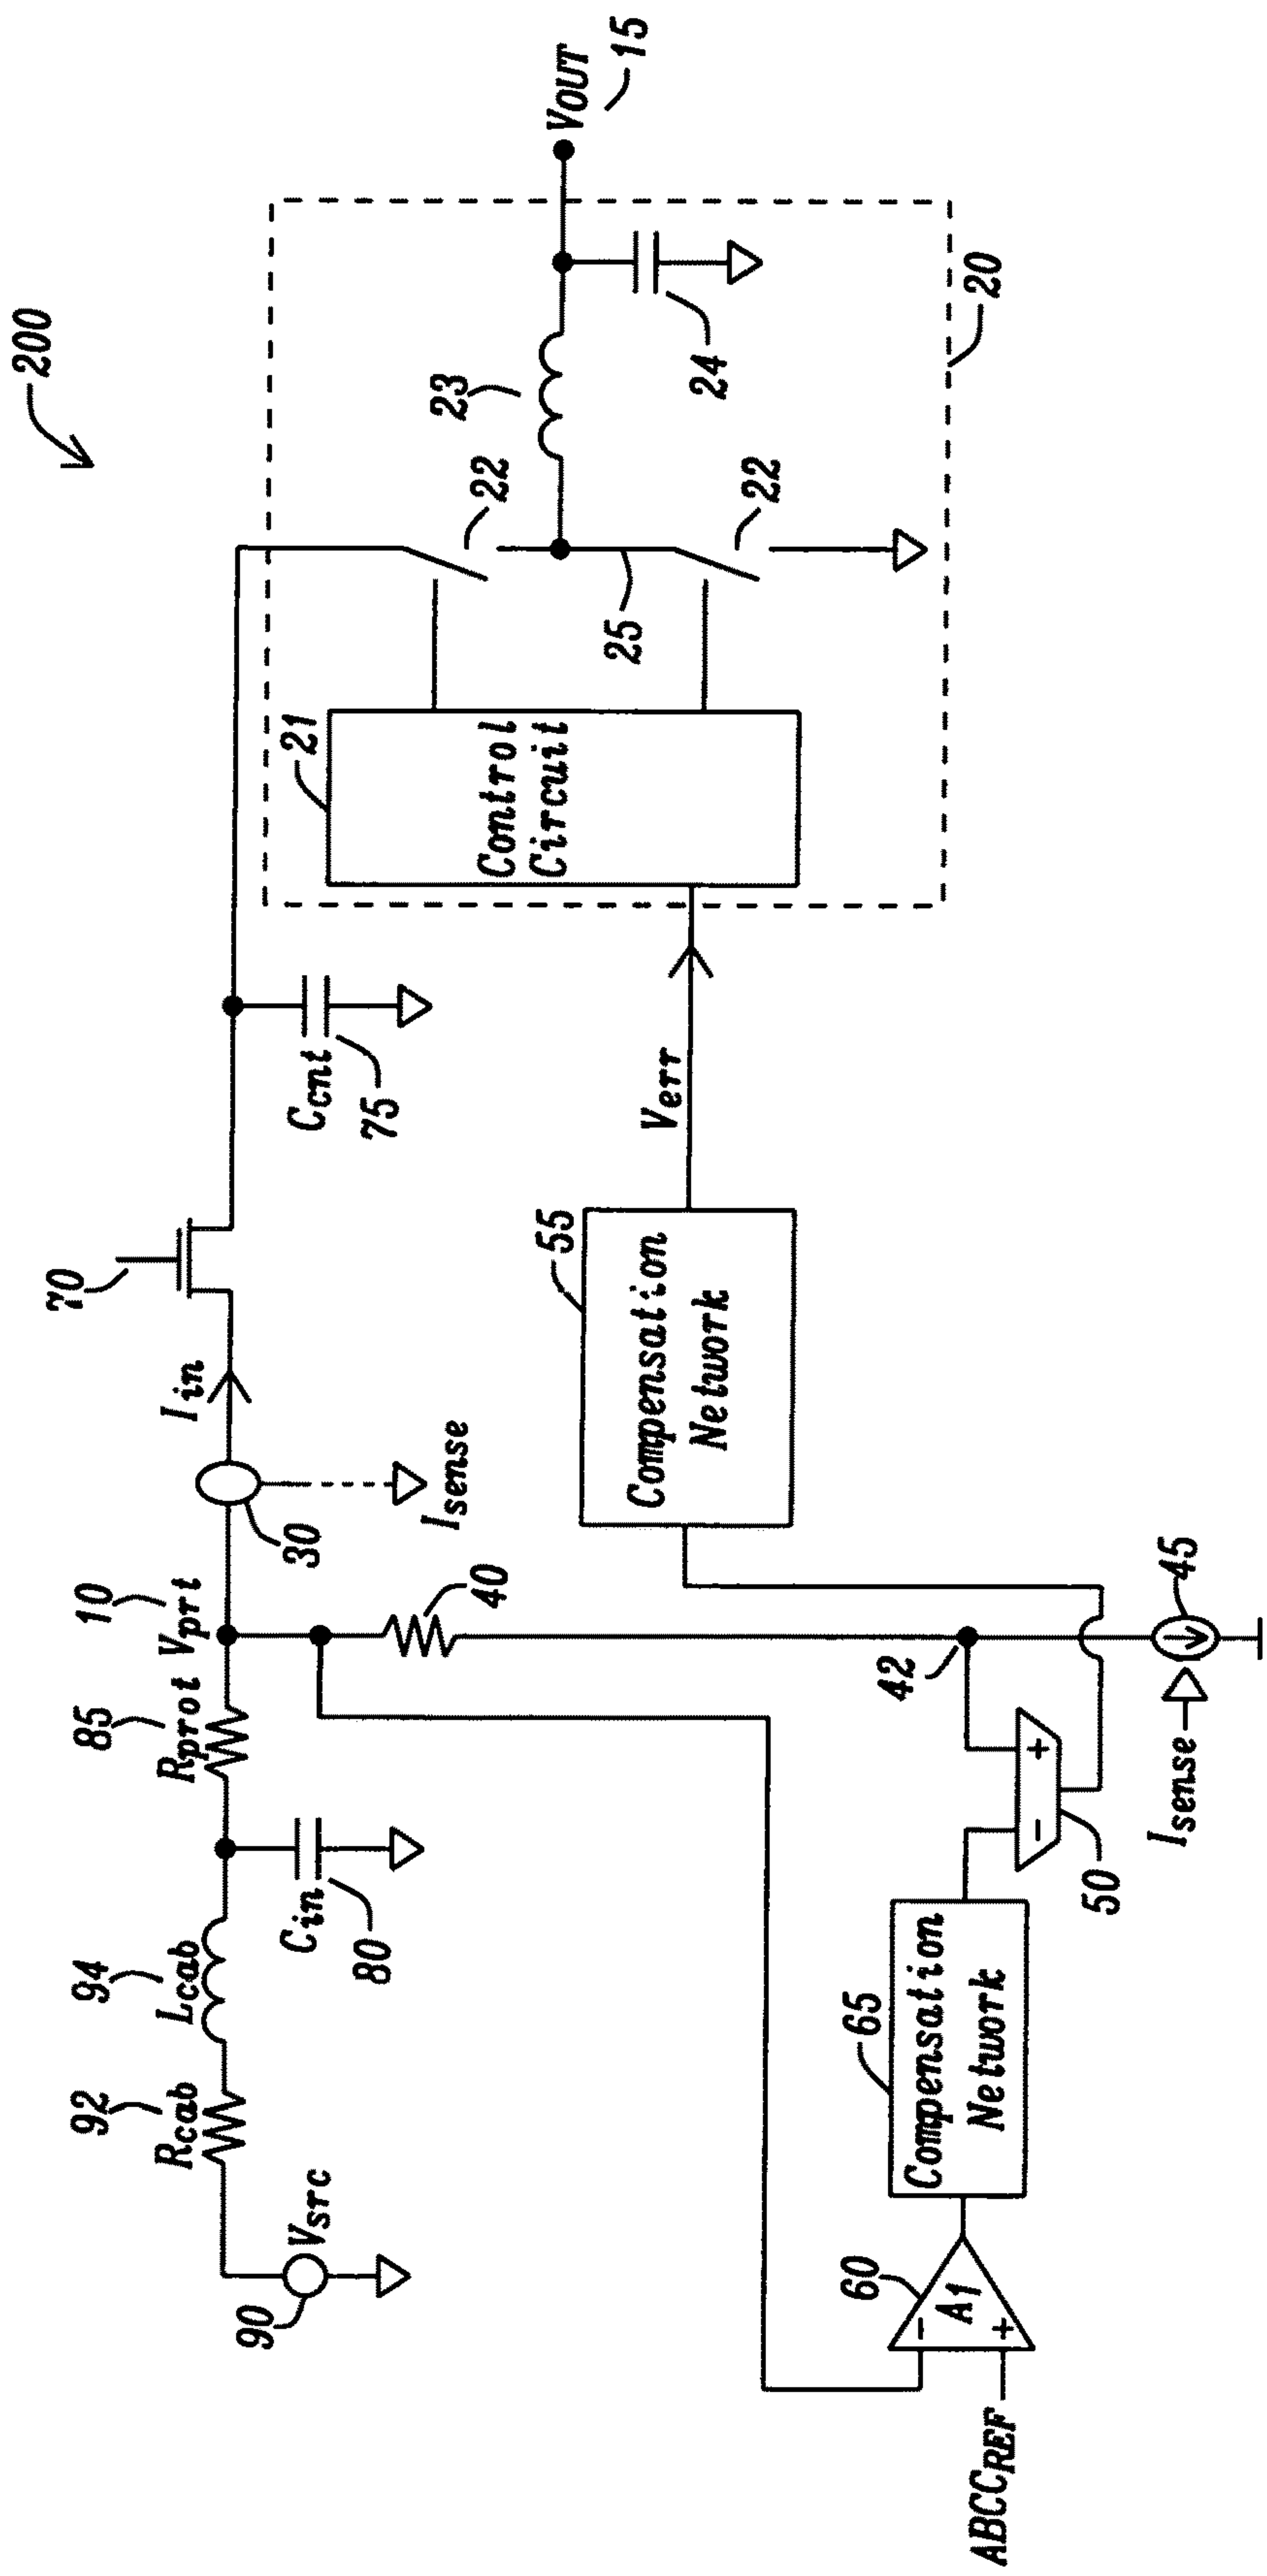 200
70
10
85
94
92
Vprt
Rprot
Lcab
Rcab
Iin
Vsrc
90
Cin
80
30
Isense
40
Ccnt
75
21
Control
Circuit
22
23
VOUT
15
25
22
24
20
55
Compensation
Network
Verr
42
45
Isense
60
A1
-
+
65
Compensation
Network
-
+
50
ABCCREF